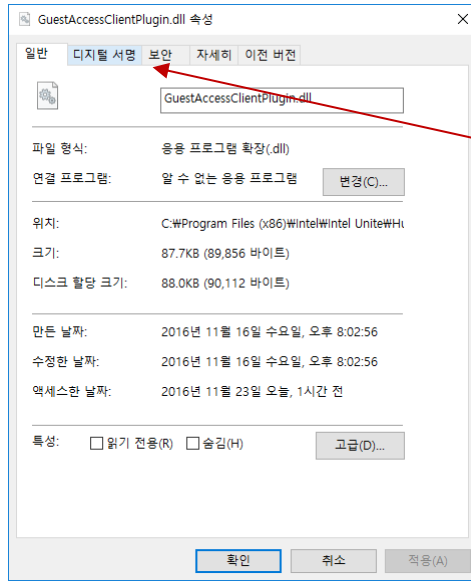 GuestAccessClientPlugin.dll 속성
일반 디지털 서명 보안 자세히 이전 버전
GuestAccessClientPlugin.dll
파일 형식: 응용 프로그램 확장(.dll)
연결 프로그램: 알 수 없는 응용 프로그램 변경(C)...
위치: C:₩Program Files (x86)₩Intel₩Intel Unite₩Hu
크기: 87.7KB (89,856 바이트)
디스크 할당 크기: 88.0KB (90,112 바이트)
만든 날짜: 2016년 11월 16일 수요일, 오후 8:02:56
수정한 날짜: 2016년 11월 16일 수요일, 오후 8:02:56
액세스한 날짜: 2016년 11월 23일 오늘, 1시간 전
특성: 읽기 전용(R) 숨김(H) 고급(D)...
확인 취소 적용(A)